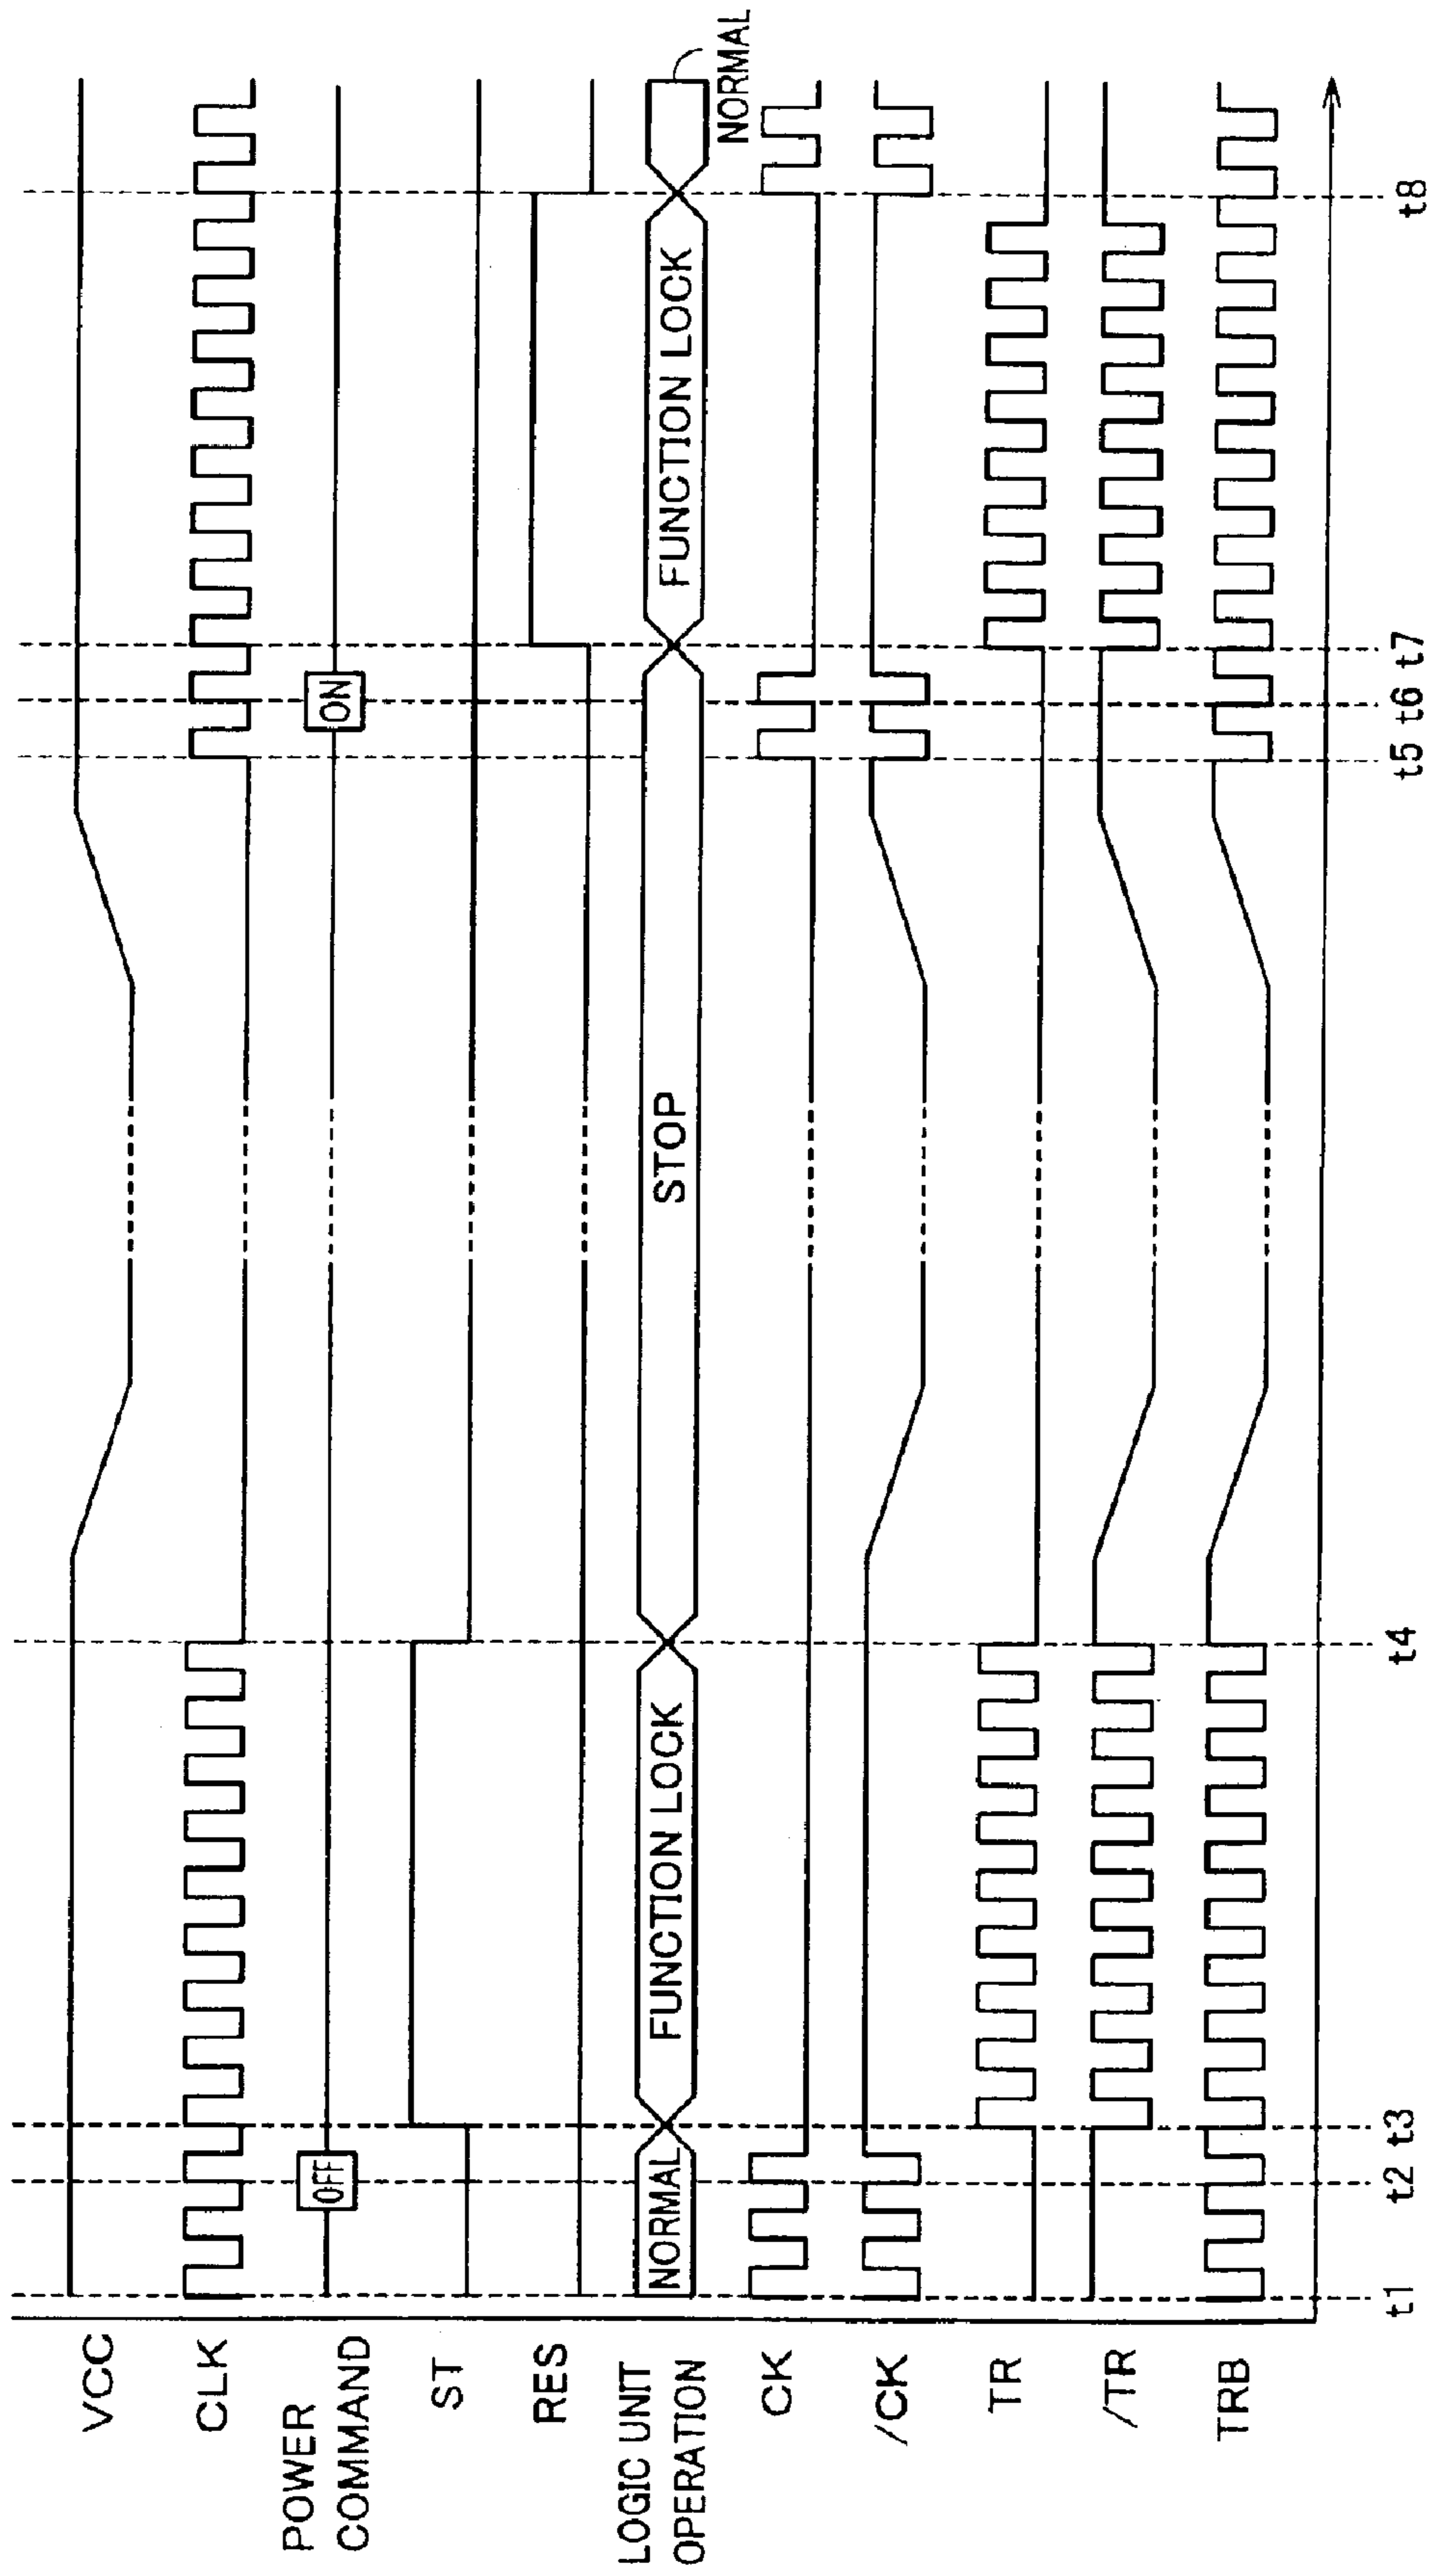 VCC
CLK
POWER
COMMAND
OFF
ON
ST
RES
LOGIC UNIT
OPERATION
NORMAL
FUNCTION LOCK
STOP
FUNCTION LOCK
NORMAL
CK
/CK
TR
/TR
TRB
t1
t2
t3
t4
t5
t6
t7
t8